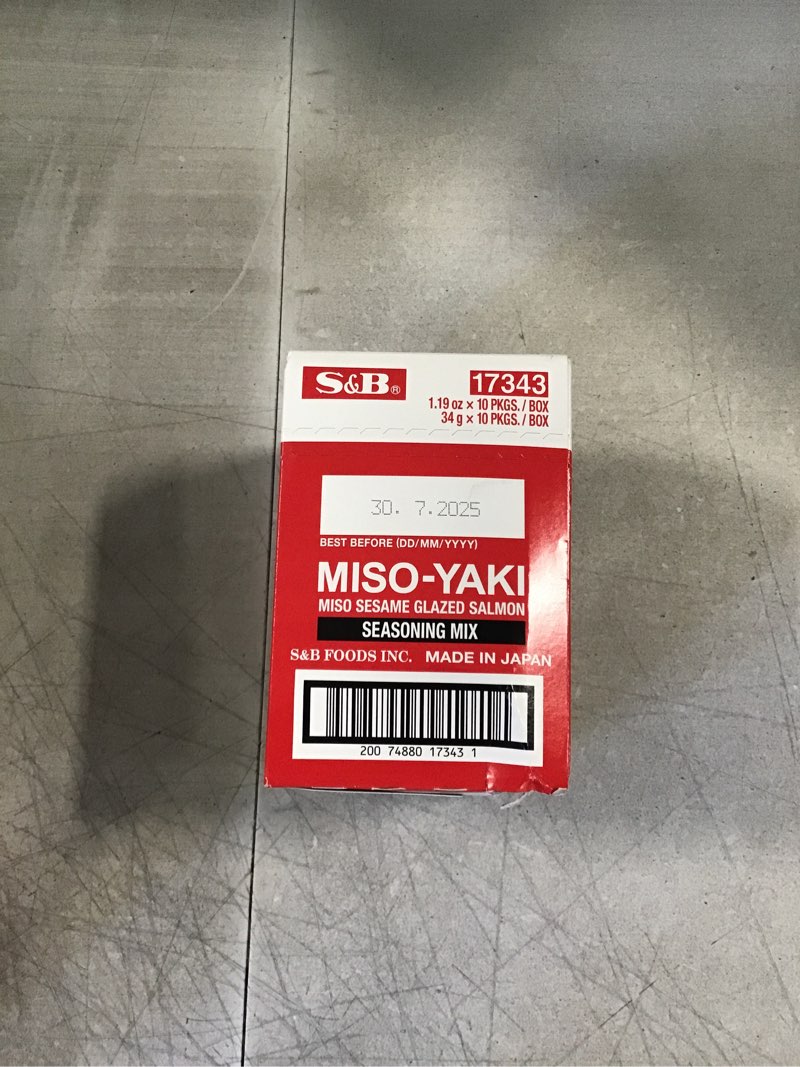 S&B®
17343
1.19 oz × 10 PKGS. / BOX
34 g × 10 PKGS. / BOX
30. 7.2025
BEST BEFORE (DD/MM/YYYY)
MISO-YAKI
MISO SESAME GLAZED SALMON
SEASONING MIX
S&B FOODS INC. MADE IN JAPAN
200 74880 17343 1